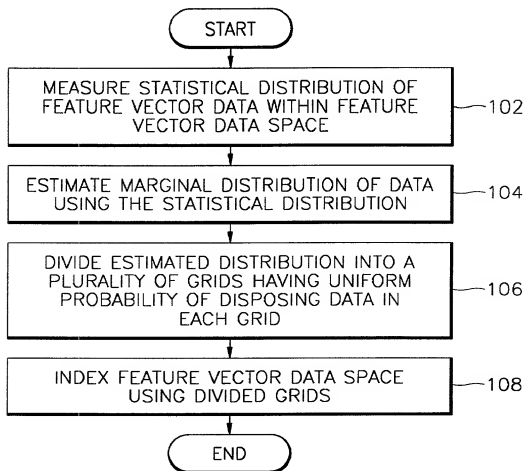 START
MEASURE STATISTICAL DISTRIBUTION OF
FEATURE VECTOR DATA WITHIN FEATURE
VECTOR DATA SPACE
102
ESTIMATE MARGINAL DISTRIBUTION OF DATA
USING THE STATISTICAL DISTRIBUTION
104
DIVIDE ESTIMATED DISTRIBUTION INTO A
PLURALITY OF GRIDS HAVING UNIFORM
PROBABILITY OF DISPOSING DATA IN
EACH GRID
106
INDEX FEATURE VECTOR DATA SPACE
USING DIVIDED GRIDS
108
END